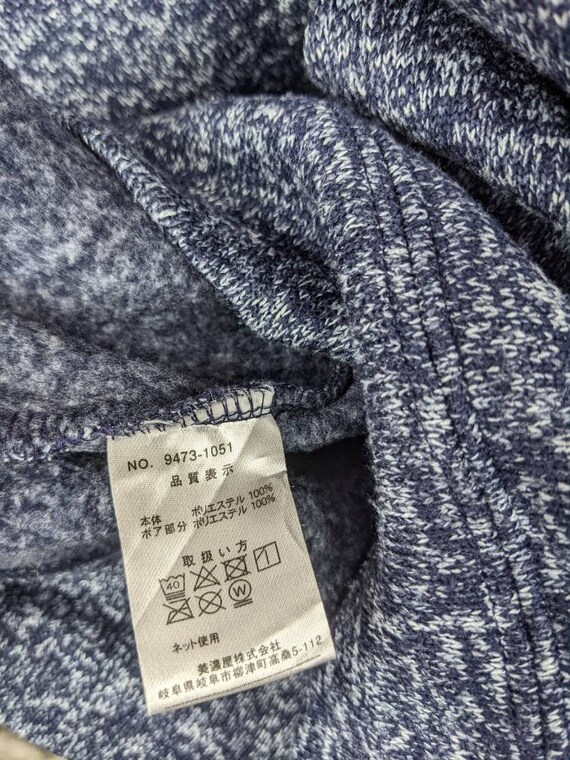 NO. 9473-1051
品質表示
本体 ポリエステル 100%
ボア部分 ポリエステル 100%
取扱い方
40
W
ネット使用
美濃屋株式会社
岐阜県岐阜市柳津町高桑5-112